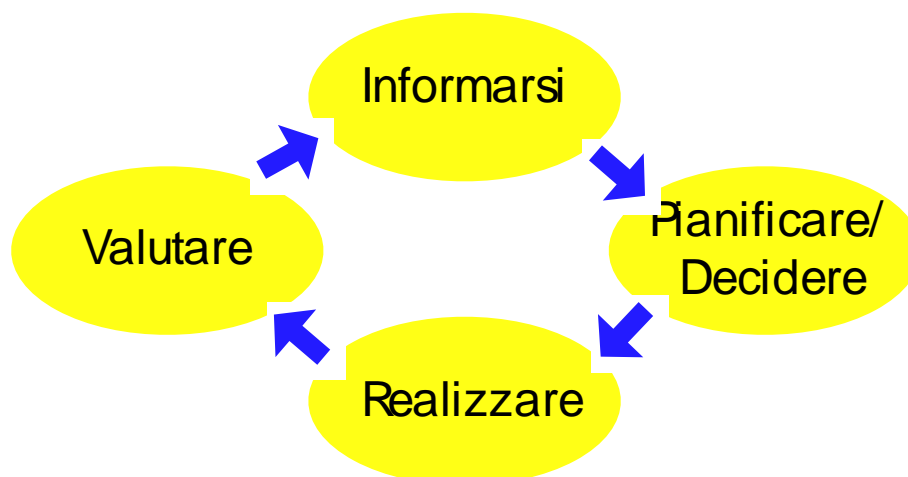 Informarsi
Pianificare/
Decidere
Realizzare
Valutare